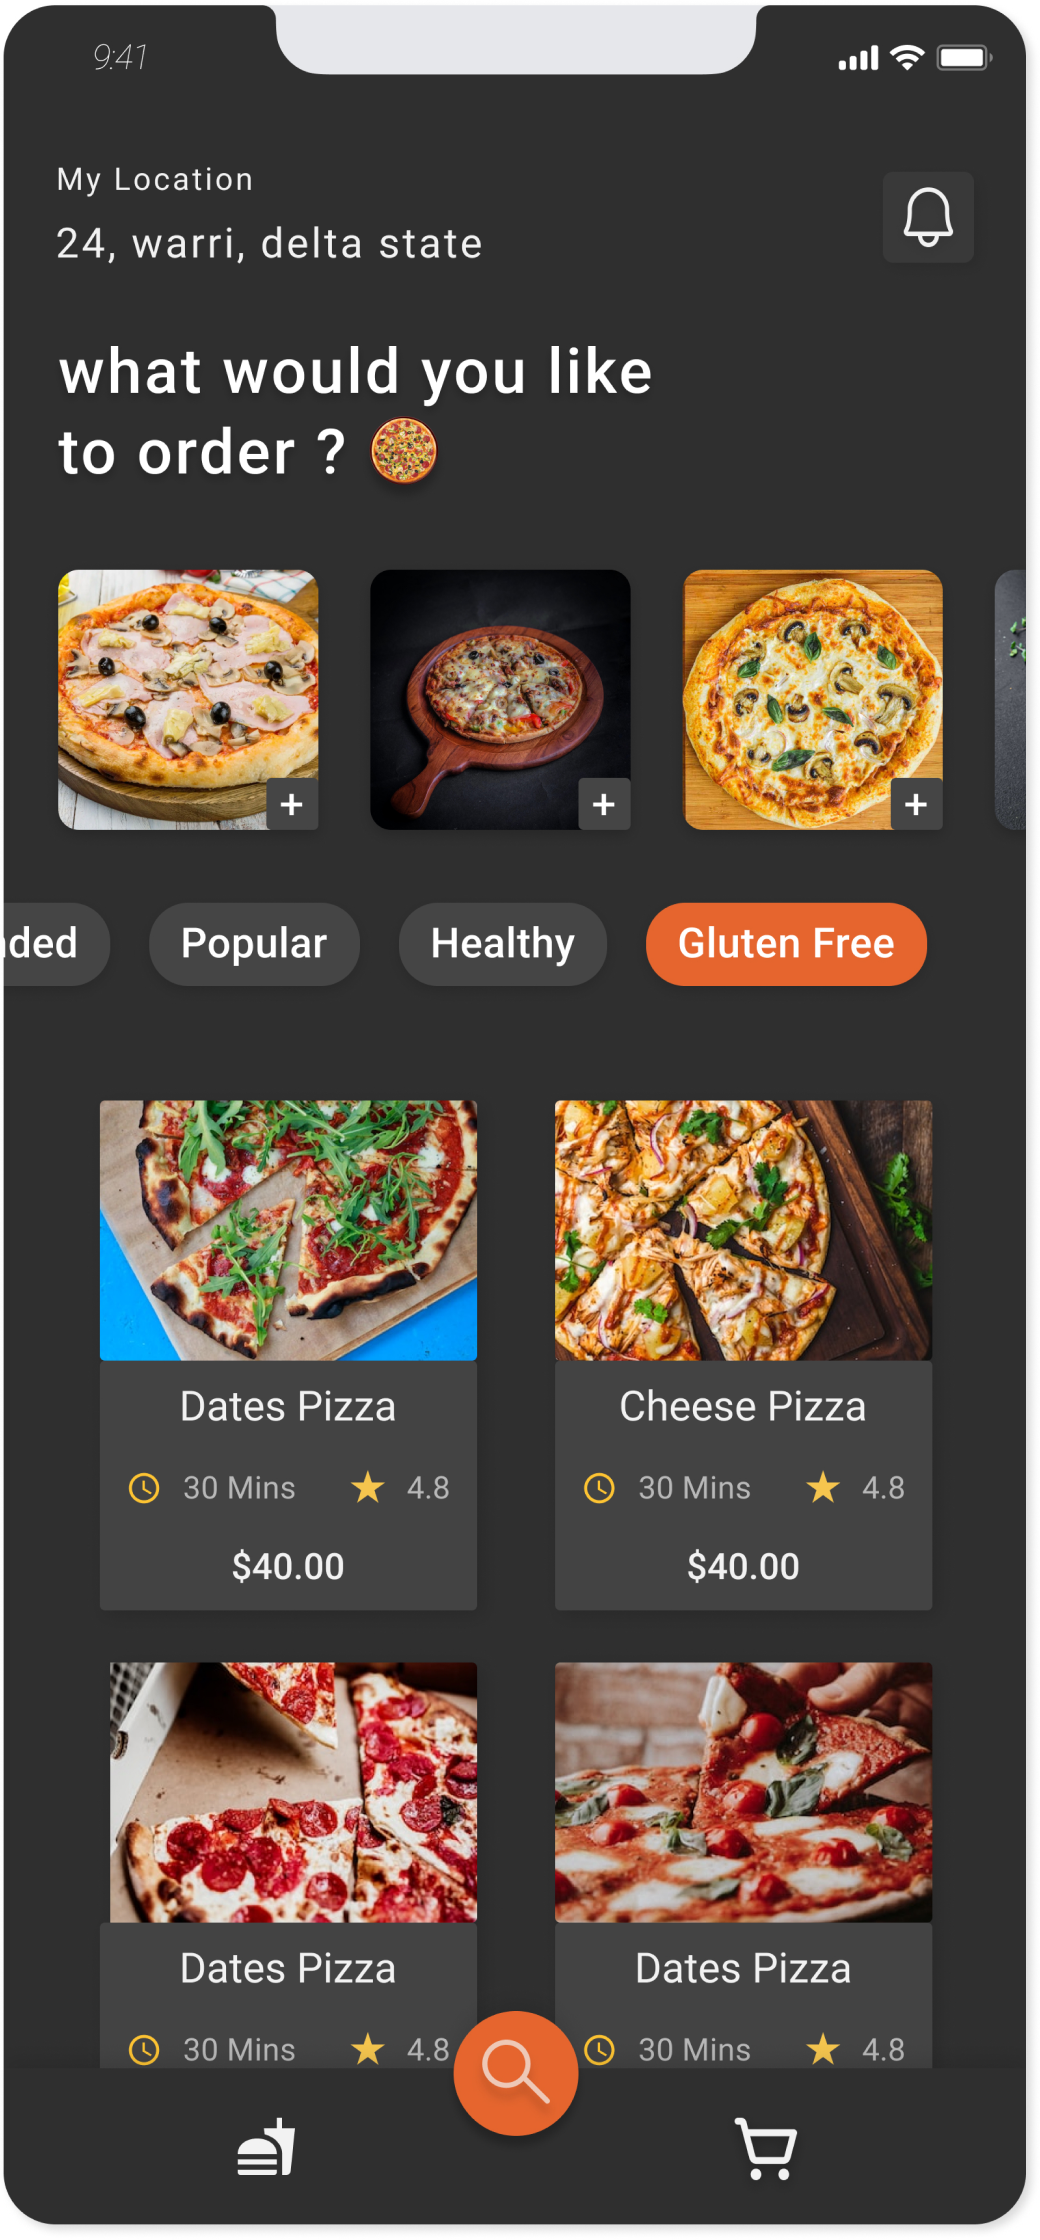 9:41
My Location
24, warri, delta state
what would you like
to order ?
Popular
Healthy
Gluten Free
Dates Pizza
Cheese Pizza
30 Mins
4.8
30 Mins
4.8
$40.00
$40.00
Dates Pizza
Dates Pizza
30 Mins
4.8
30 Mins
4.8